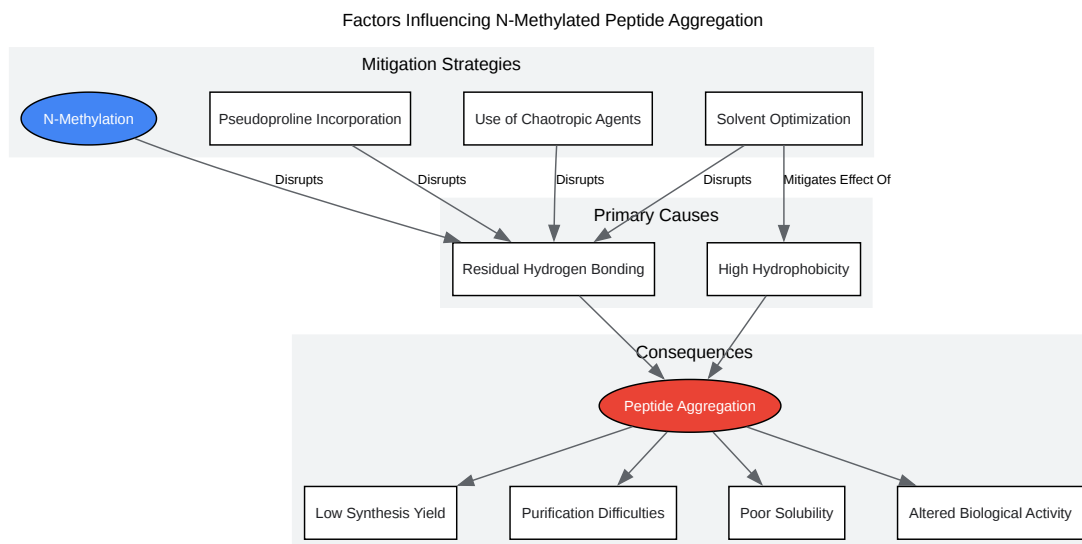 Factors Influencing N-Methylated Peptide Aggregation
Mitigation Strategies
N-Methylation
Pseudoproline Incorporation
Use of Chaotropic Agents
Solvent Optimization
Disrupts
Disrupts
Disrupts
Disrupts
Mitigates Effect Of
Primary Causes
Residual Hydrogen Bonding
High Hydrophobicity
Consequences
Peptide Aggregation
Low Synthesis Yield
Purification Difficulties
Poor Solubility
Altered Biological Activity